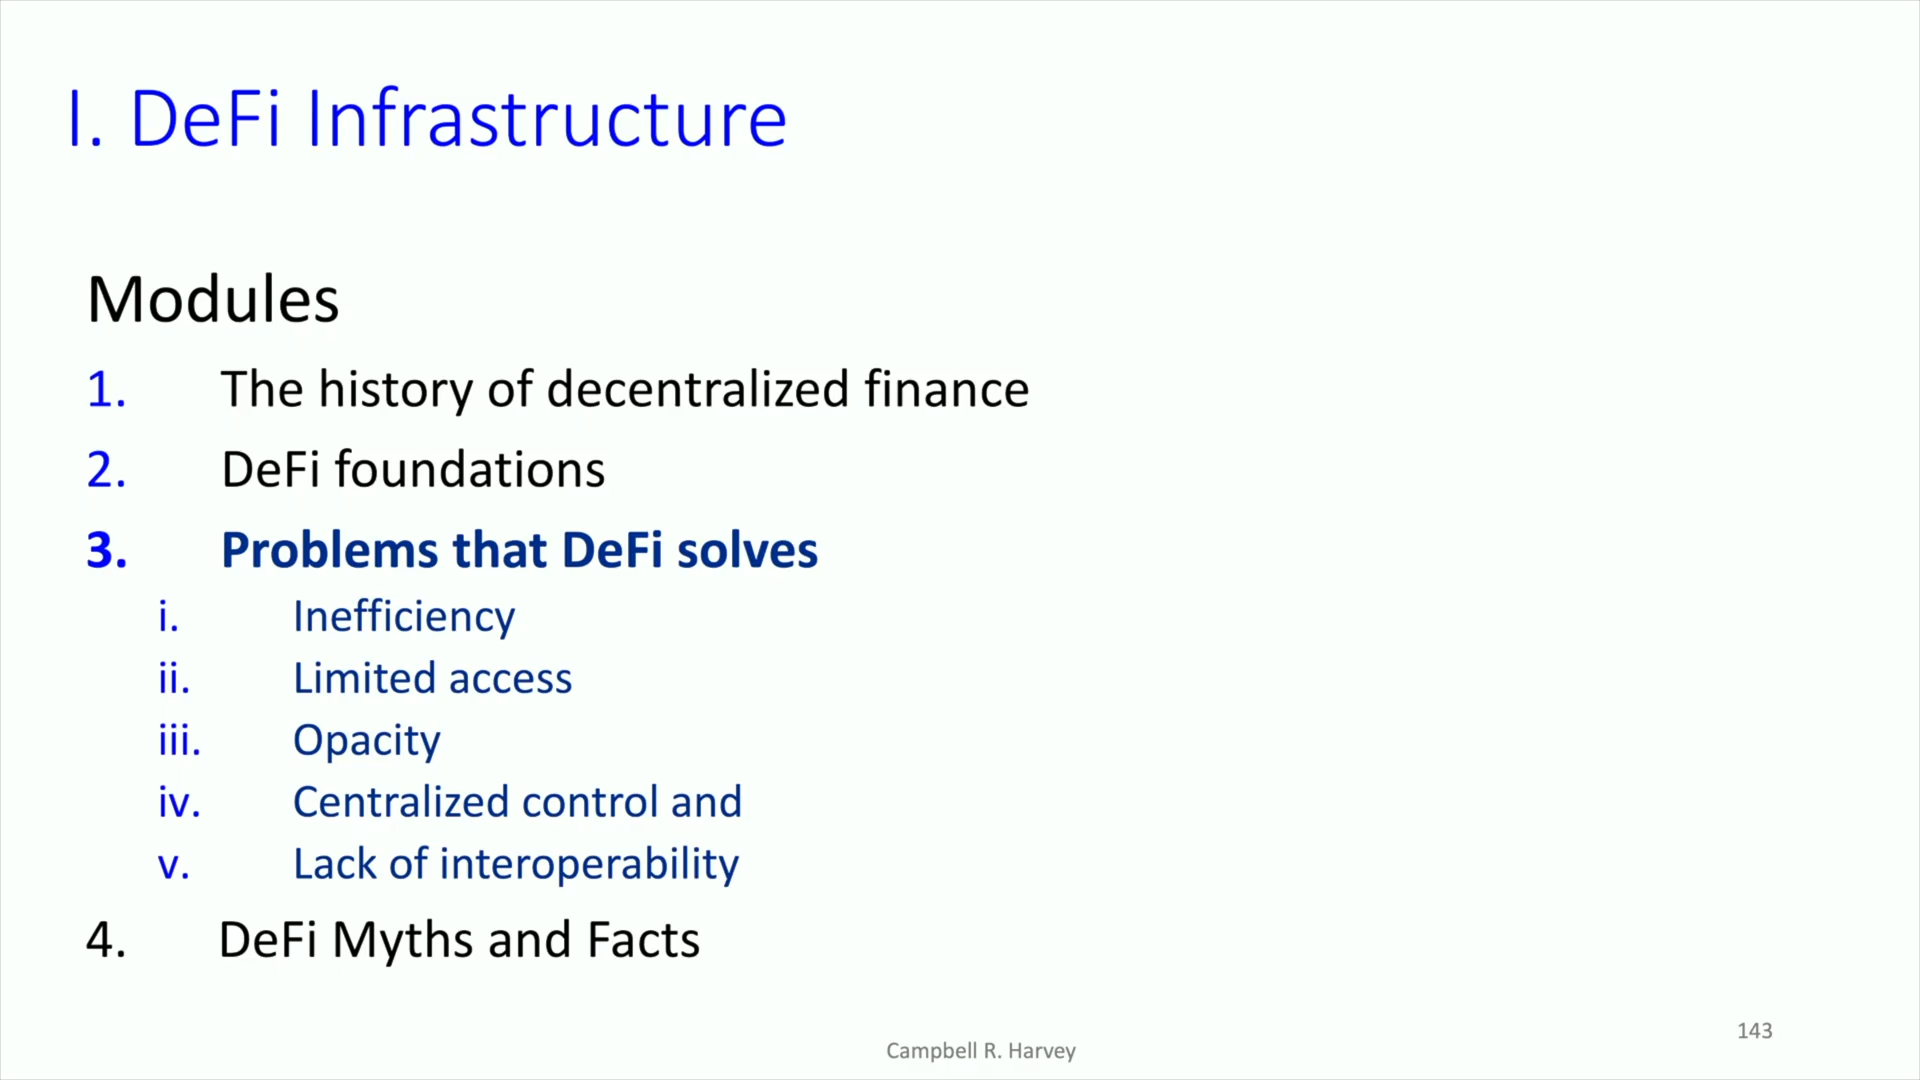 I. DeFi Infrastructure
Modules
1. The history of decentralized finance
2. DeFi foundations
3. Problems that DeFi solves
i. Inefficiency
ii. Limited access
iii. Opacity
iv. Centralized control and
v. Lack of interoperability
4. DeFi Myths and Facts
143
Campbell R. Harvey